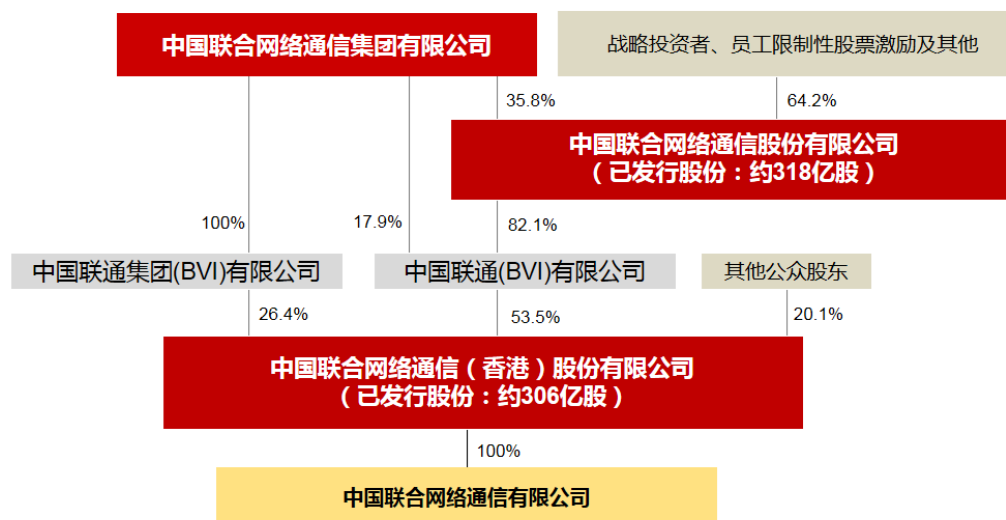 中国联合网络通信集团有限公司
战略投资者、员工限制性股票激励及其他
35.8%
64.2%
中国联合网络通信股份有限公司
（已发行股份：约318亿股）
100%
17.9%
82.1%
中国联通集团(BVI)有限公司
中国联通(BVI)有限公司
其他公众股东
26.4%
53.5%
20.1%
中国联合网络通信（香港）股份有限公司
（已发行股份：约306亿股）
100%
中国联合网络通信有限公司